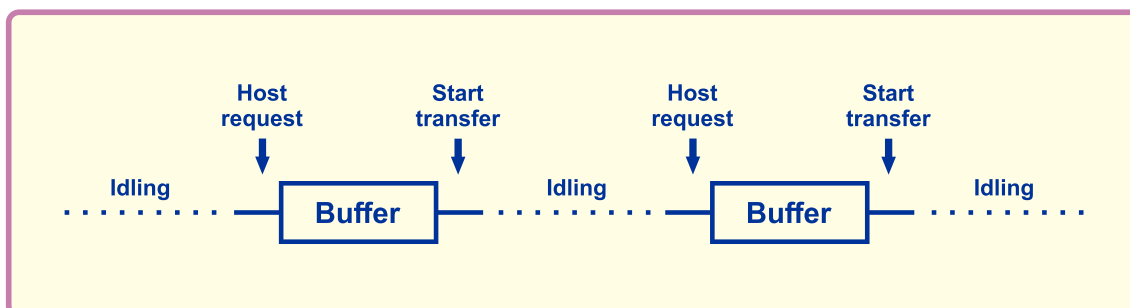 Host
request
Start
transfer
Host
request
Start
transfer
Idling
Buffer
Idling
Buffer
Idling